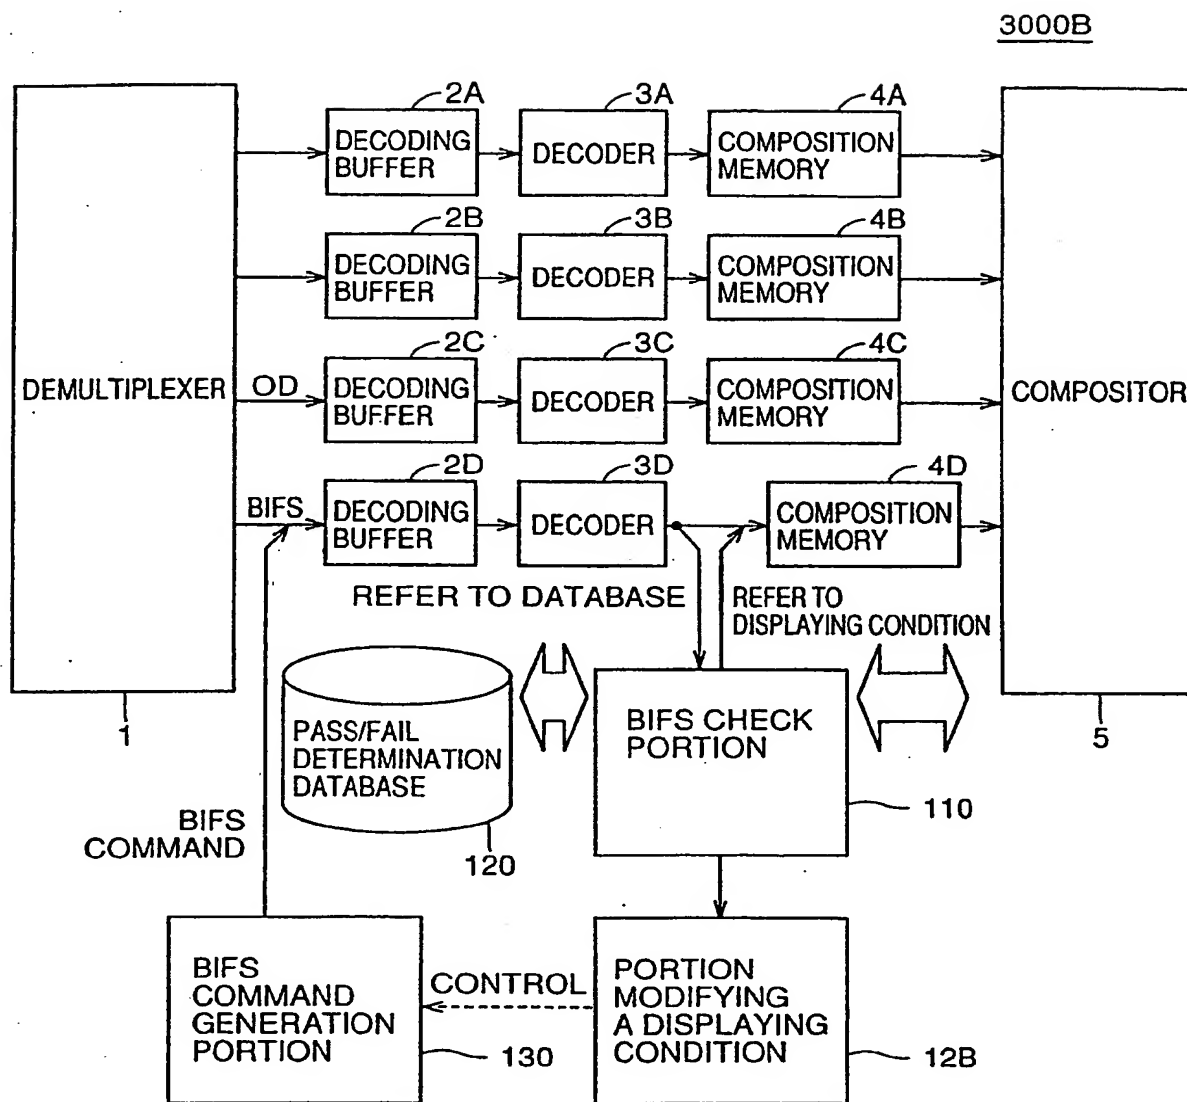 3000B
2A
3A
4A
DECODING
BUFFER
DECODER
COMPOSITION
MEMORY
2B
3B
4B
DECODING
BUFFER
DECODER
COMPOSITION
MEMORY
2C
3C
4C
DEMULTIPLEXER
OD
DECODING
BUFFER
DECODER
COMPOSITION
MEMORY
COMPOSITOR
2D
3D
4D
BIFS
DECODING
BUFFER
DECODER
COMPOSITION
MEMORY
REFER TO DATABASE
REFER TO
DISPLAYING CONDITION
1
PASS/FAIL
DETERMINATION
DATABASE
BIFS CHECK
PORTION
5
110
BIFS
COMMAND
120
BIFS
COMMAND
GENERATION
PORTION
CONTROL
PORTION
MODIFYING
A DISPLAYING
CONDITION
130
12B